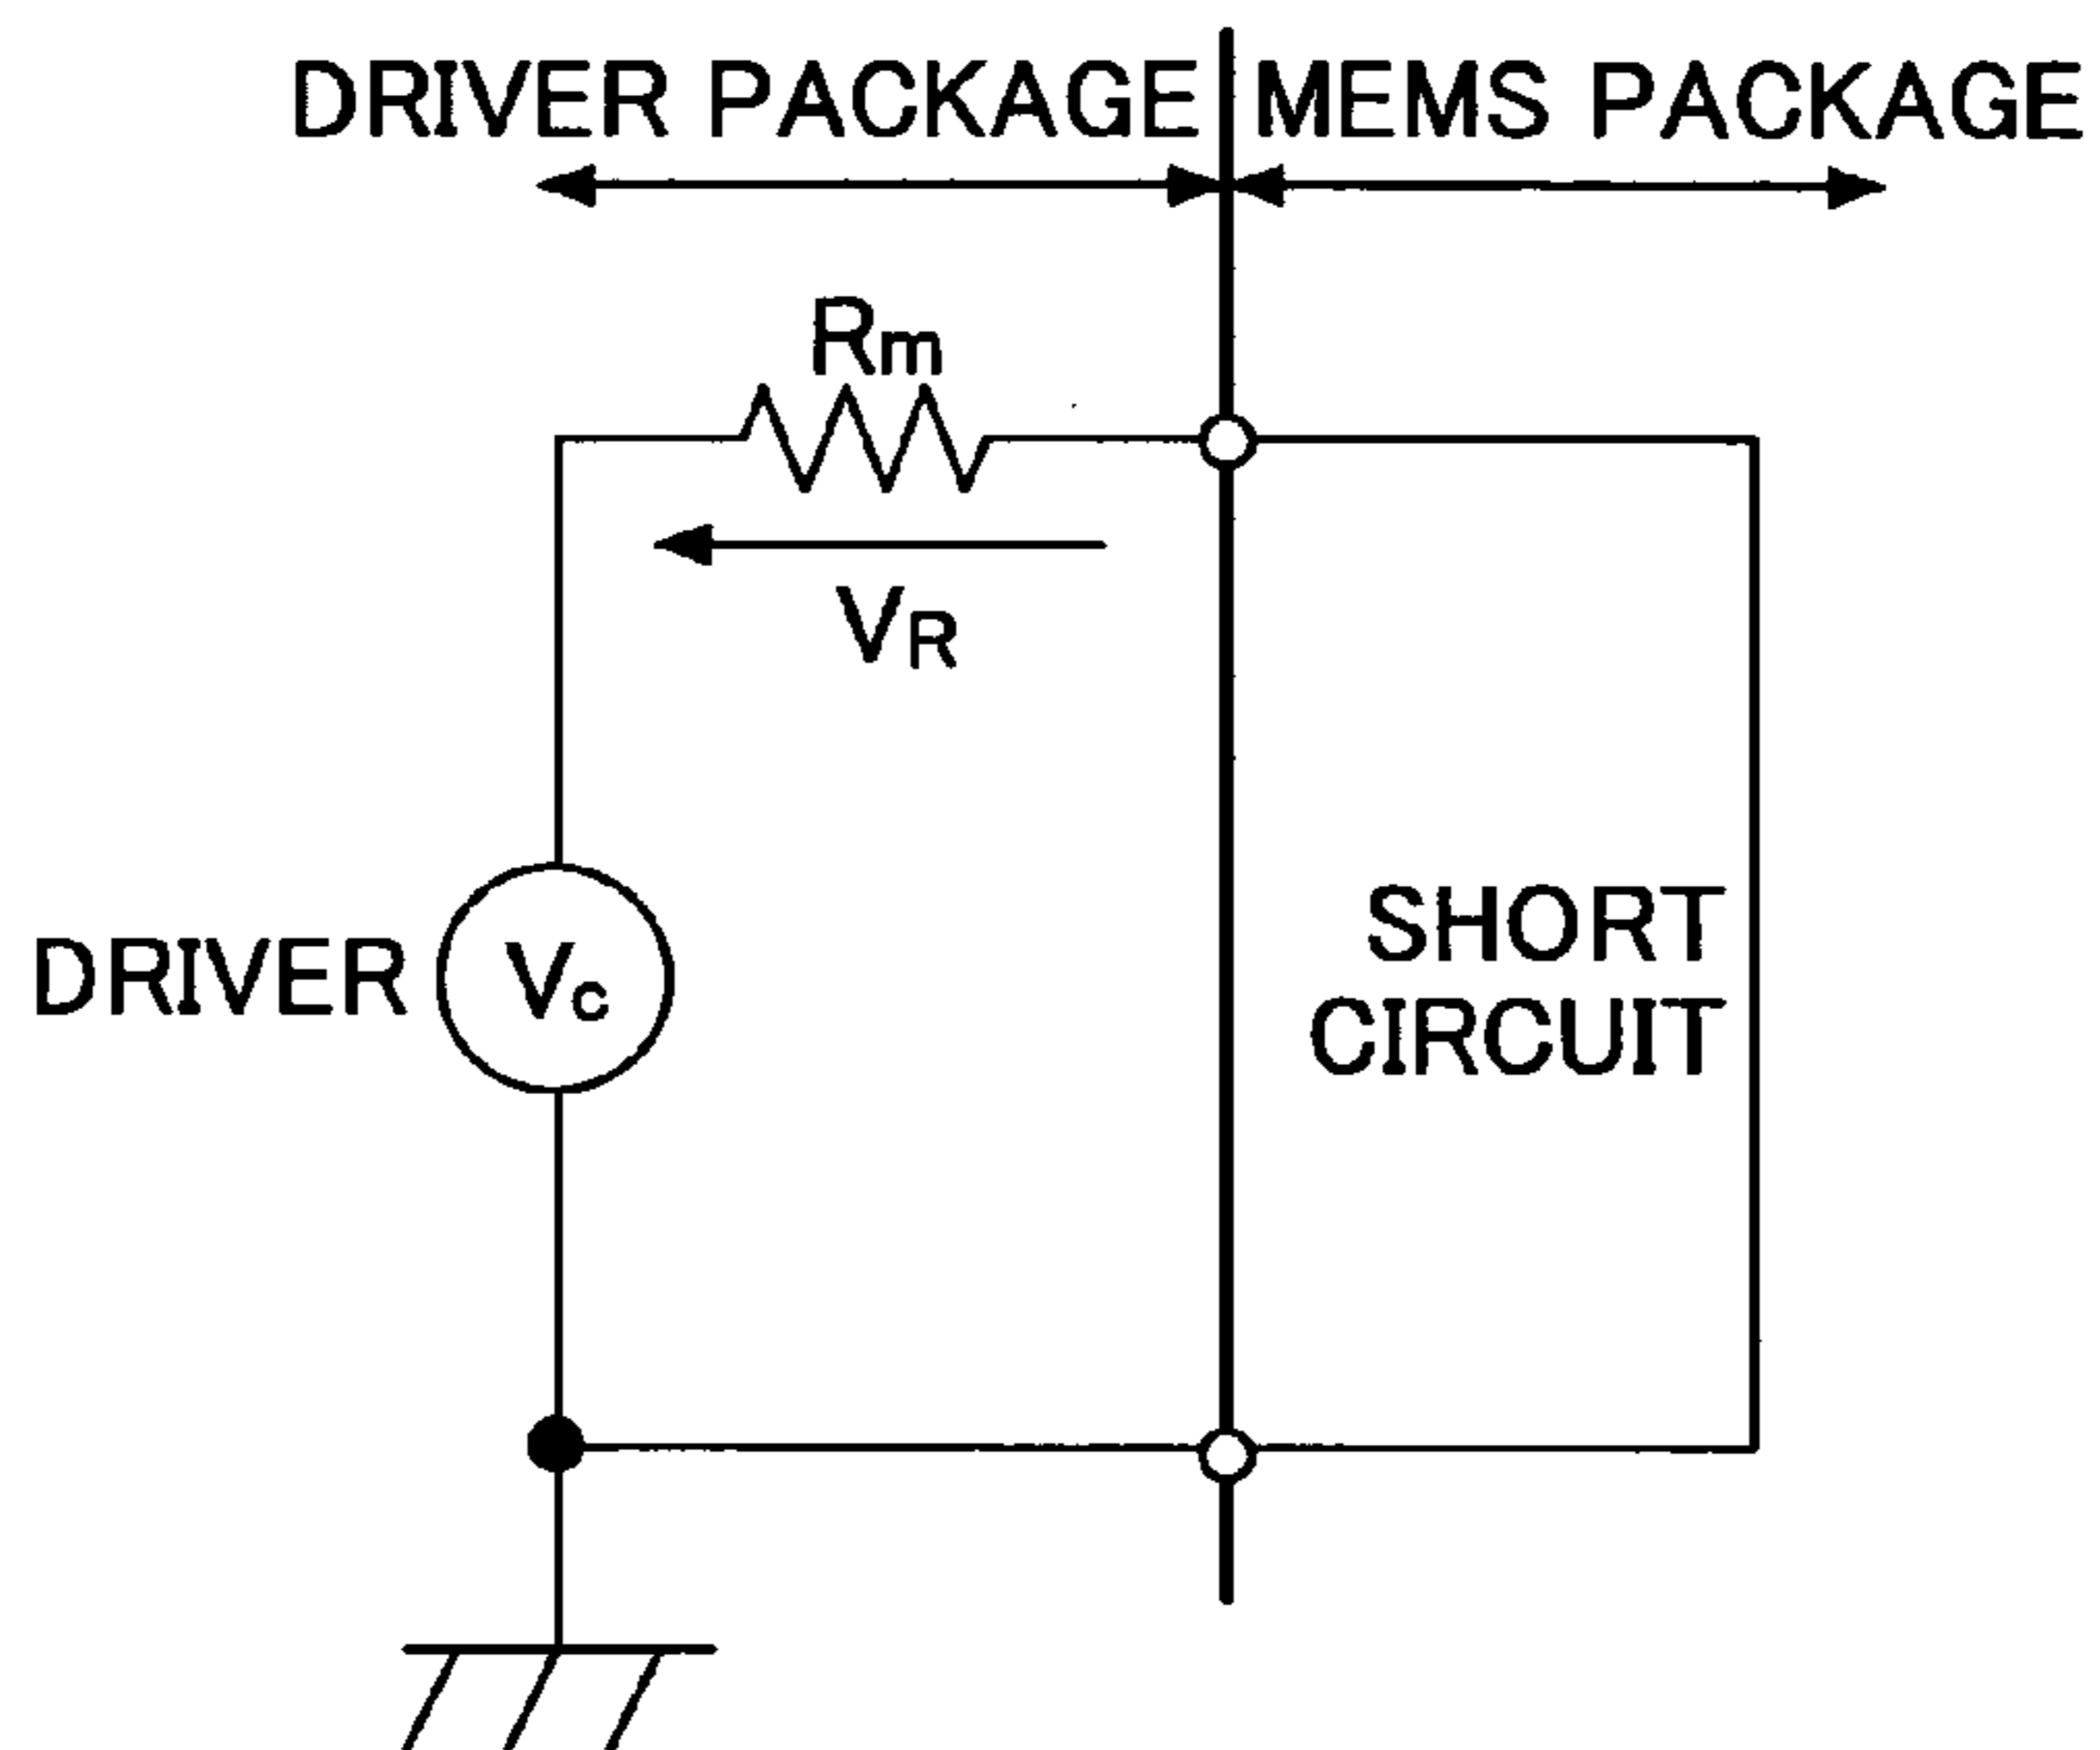 DRIVER PACKAGE MEMS PACKAGE
Rm
VR
DRIVER Vc
SHORT
CIRCUIT